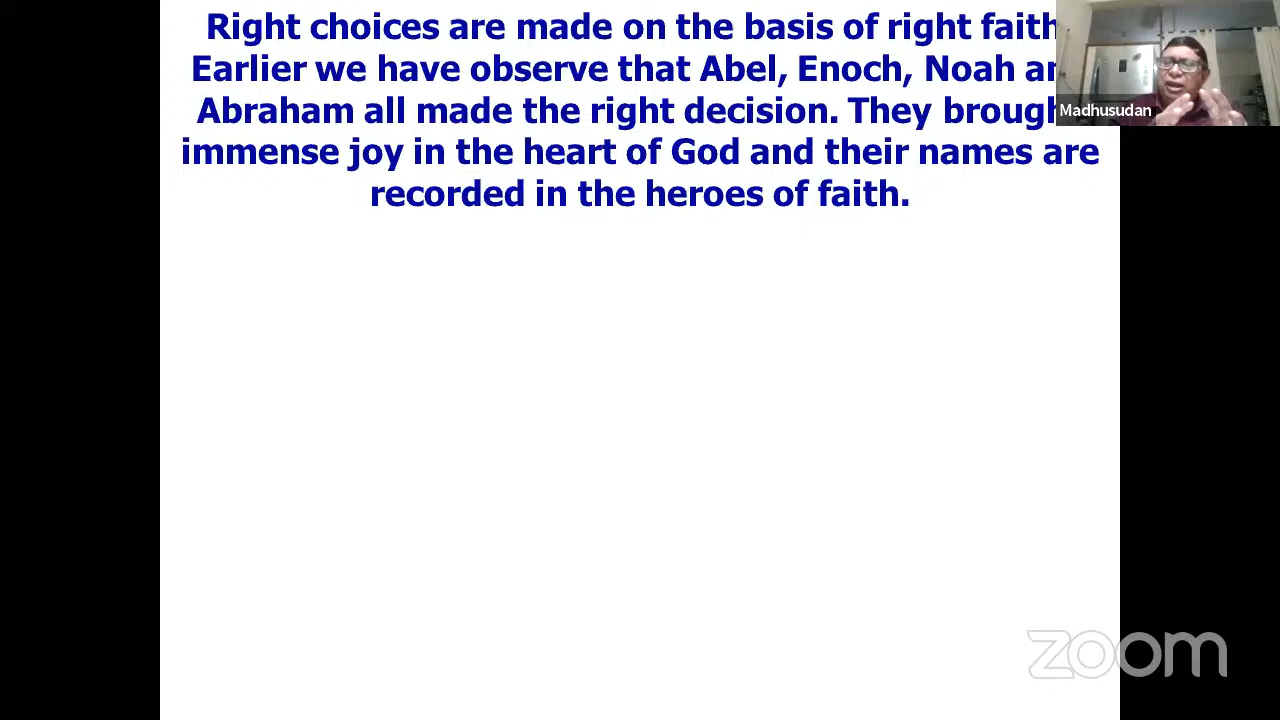 Right choices are made on the basis of right faith
Earlier we have observe that Abel, Enoch, Noah an
Abraham all made the right decision. They brough
immense joy in the heart of God and their names are
recorded in the heroes of faith.
Madhusudan
zoom